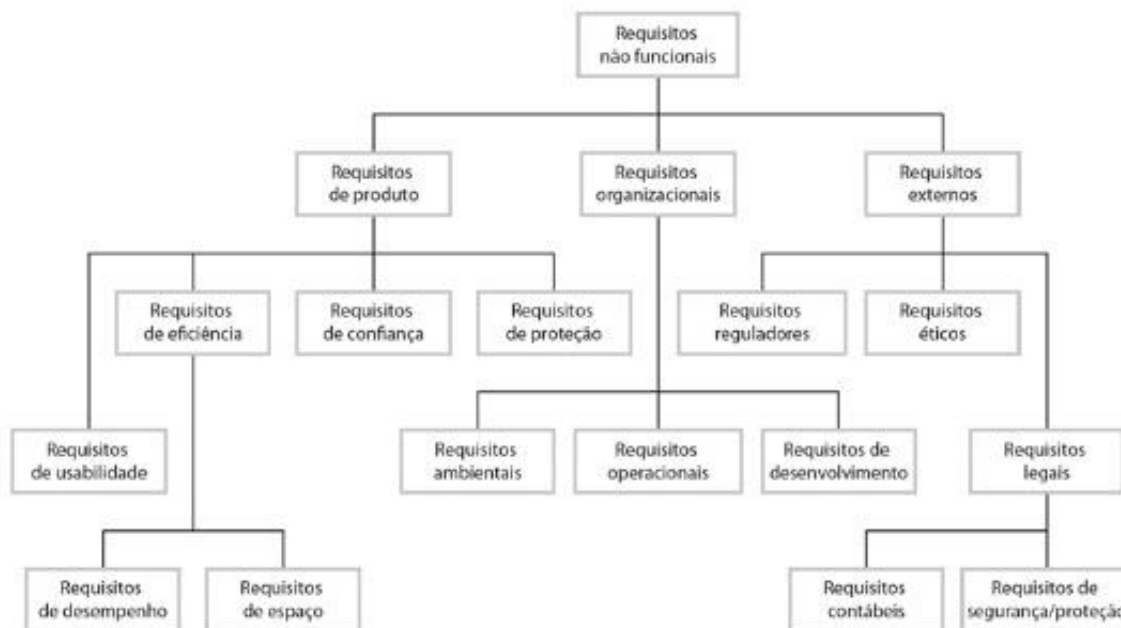 Requisitos
não funcionais
Requisitos
de produto
Requisitos
organizacionais
Requisitos
externos
Requisitos
de eficiência
Requisitos
de confiança
Requisitos
de proteção
Requisitos
reguladores
Requisitos
éticos
Requisitos
de usabilidade
Requisitos
ambientais
Requisitos
operacionais
Requisitos de
desenvolvimento
Requisitos
legais
Requisitos
de desempenho
Requisitos
de espaço
Requisitos
contábeis
Requisitos de
segurança/proteção